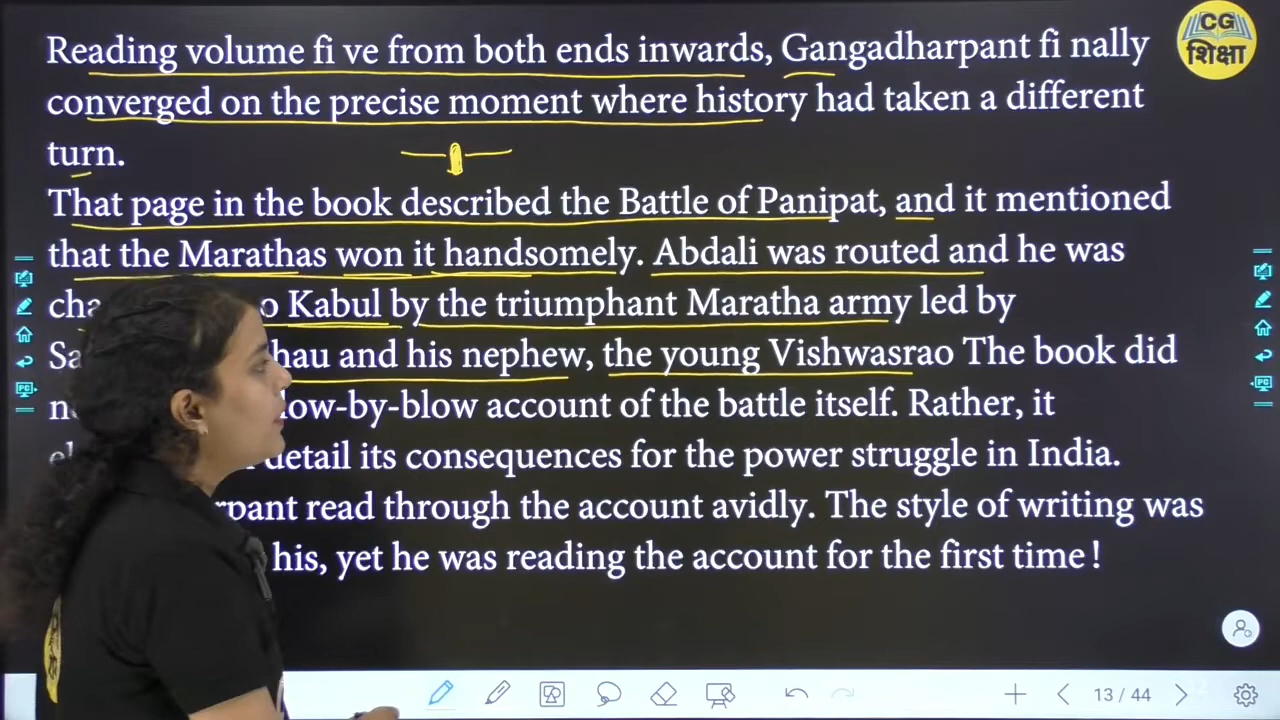 Reading volume fi ve from both ends inwards, Gangadharpant fi nally
converged on the precise moment where history had taken a different
turn.
That page in the book described the Battle of Panipat, and it mentioned
that the Marathas won it handsomely. Abdali was routed and he was
Kabul by the triumphant Maratha army led by
and his nephew, the young Vishwasrao The book did
account of the battle itself. Rather, it
detail its consequences for the power struggle in India.
read through the account avidly. The style of writing was
his, yet he was reading the account for the first time!
CG
शिक्षा
13 / 44